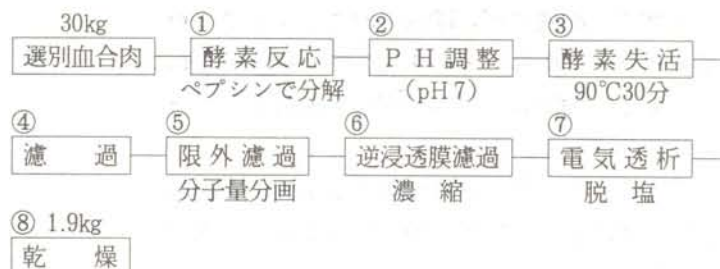 30kg ① ② ③
選別血合肉 酵素反応 PH調整 酵素失活
ペプシンで分解 (pH7) 90℃30分
④ ⑤ ⑥ ⑦
濾過 限外濾過 逆浸透膜濾過 電気透析
分子量分画 濃縮 脱塩
⑧ 1.9kg
乾燥